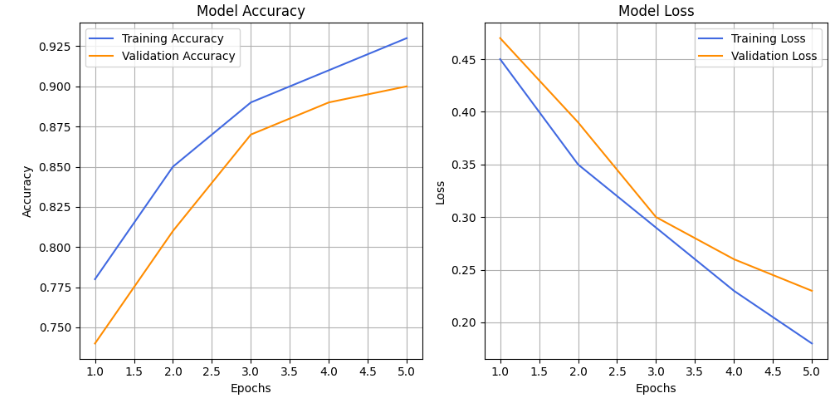 Model Accuracy
Training Accuracy
Validation Accuracy
0.925
0.900
0.875
0.850
0.825
0.800
0.775
0.750
Accuracy
1.0 1.5 2.0 2.5 3.0 3.5 4.0 4.5 5.0
Epochs
Model Loss
Training Loss
Validation Loss
0.45
0.40
0.35
0.30
0.25
0.20
Loss
1.0 1.5 2.0 2.5 3.0 3.5 4.0 4.5 5.0
Epochs